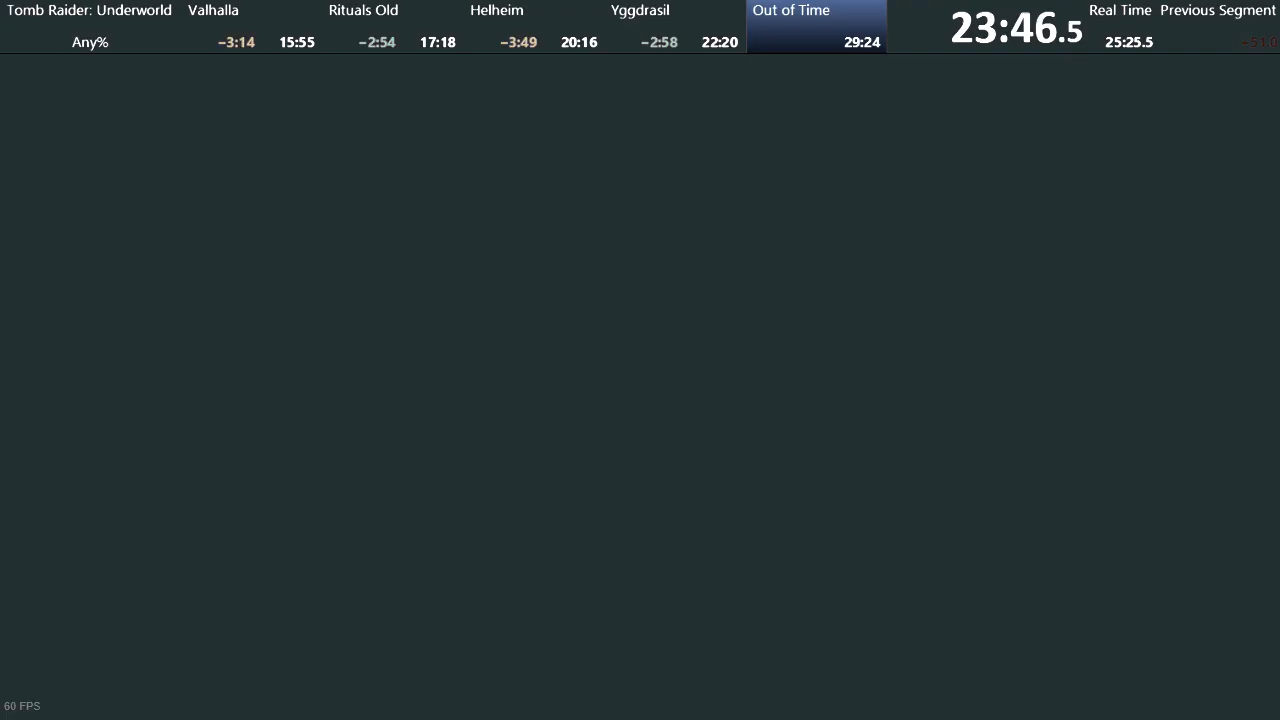 Tomb Raider: Underworld Valhalla Rituals Old Helheim Yggdrasil Out of Time 23:46.5 Real Time Previous Segment
Any% −3:14 15:55 −2:54 17:18 −3:49 20:16 −2:58 22:20 29:24 25:25.5 +51.0
60 FPS